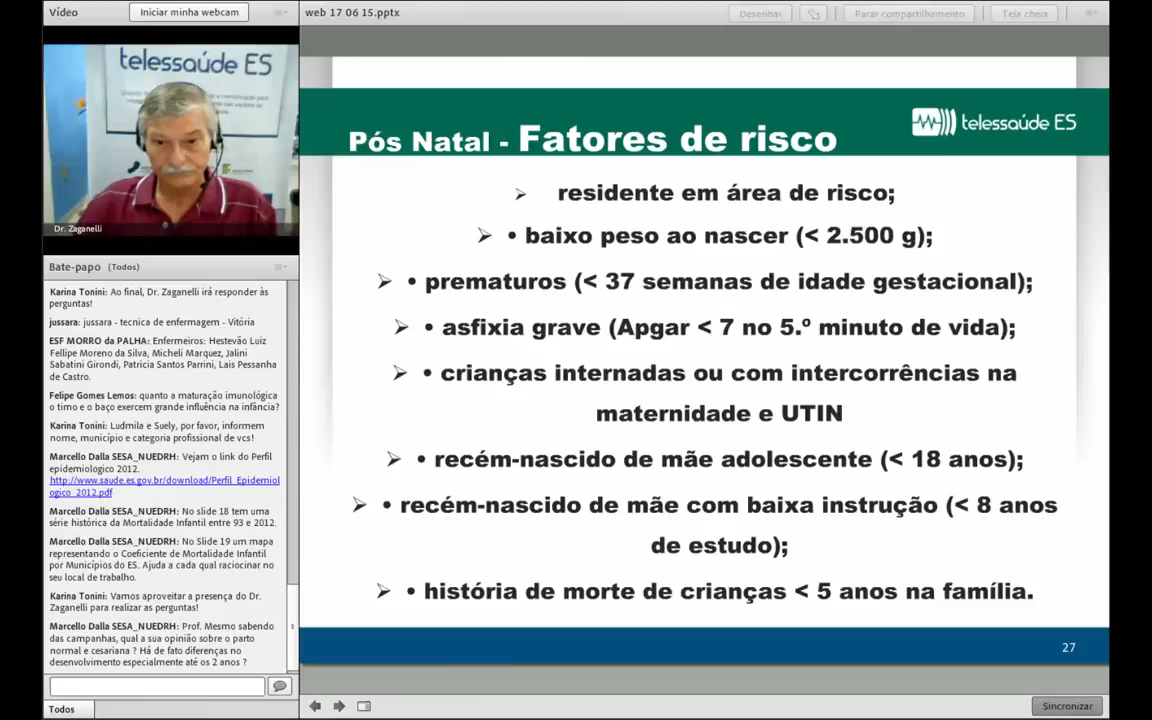 Vídeo
Iniciar minha webcam
telessaúde ES
Dr. Zaganelli
Bate-papo (Todos)
Karina Tonini: Ao final, Dr. Zaganelli irá responder às
perguntas!
jussara: jussara - tecnica de enfermagem - Vitória
ESF MORRO da PALHA: Enfermeiros: Hestevão Luiz
Fellipe Moreno da Silva, Micheli Marquez, Jalini
Sabatini Girondi, Patricia Santos Parrini, Lais Pessanha
de Castro.
Felipe Gomes Lemos: quanto a maturação imunológica
o timo e o baço exercem grande influência na infância?
Karina Tonini: Ludmila e Suely, por favor, informem
nome, município e categoria profissional de vcs!
Marcello Dalla SESA_NUEDRH: Vejam o link do Perfil
epidemiologico 2012.
http://www.saude.es.gov.br/download/Perfil_Epidemiol
ogico_2012.pdf
Marcello Dalla SESA_NUEDRH: No slide 18 tem uma
série histórica da Mortalidade Infantil entre 93 e 2012.
Marcello Dalla SESA_NUEDRH: No Slide 19 um mapa
representando o Coeficiente de Mortalidade Infantil
por Municípios do ES. Ajuda a cada qual raciocinar no
seu local de trabalho.
Karina Tonini: Vamos aproveitar a presença do Dr.
Zaganelli para realizar as perguntas!
Marcello Dalla SESA_NUEDRH: Prof. Mesmo sabendo
das campanhas, qual a sua opinião sobre o parto
normal e cesariana ? Há de fato diferenças no
desenvolvimento especialmente até os 2 anos ?
Todos
web 17 06 15.pptx
Desenhar
Parar compartilhamento
Tela cheia
Pós Natal - Fatores de risco
telessaúde ES
➢ residente em área de risco;
➢ • baixo peso ao nascer (< 2.500 g);
➢ • prematuros (< 37 semanas de idade gestacional);
➢ • asfixia grave (Apgar < 7 no 5.º minuto de vida);
➢ • crianças internadas ou com intercorrências na
maternidade e UTIN
➢ • recém-nascido de mãe adolescente (< 18 anos);
➢ • recém-nascido de mãe com baixa instrução (< 8 anos
de estudo);
➢ • história de morte de crianças < 5 anos na família.
27
Sincronizar